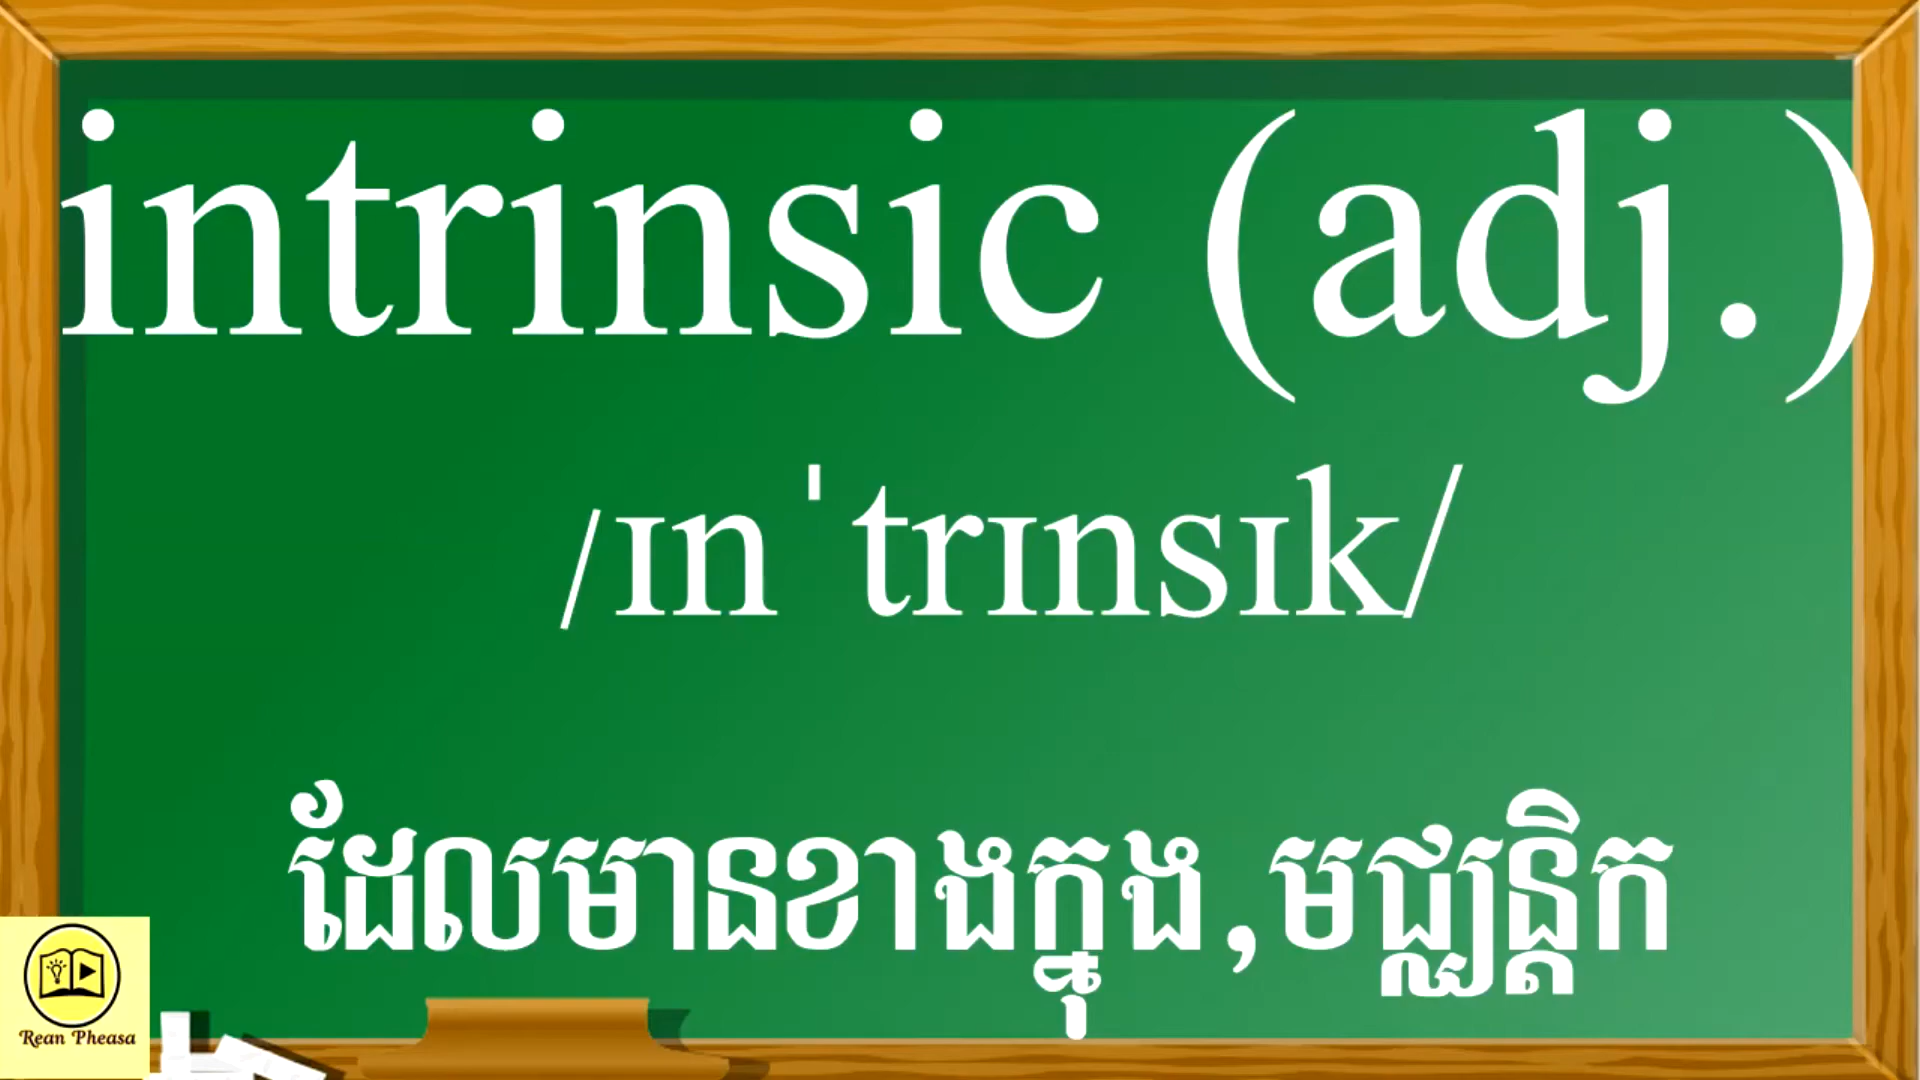 intrinsic (adj.)
/ɪnˈtrɪnsɪk/
ដែលមានខាងក្នុង,មជ្ឈន្តិក
Rean Pheasa